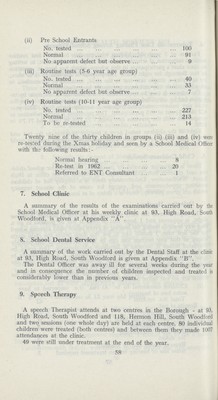 (ii) Pre School Entrants
No. tested ... 100
Normal ... 91
No apparent defect but observe ... 9
(iii) Routine tests (5-6 year age group)
No. tested ... 40
Normal ... 33
No apparent defect but observe ... 7
(iv) Routine tests (10-11 year age group)
No. tested ... 227
Normal ... 213
To be re-tested ... 14
Twenty nine of the thirty children in groups (ii) (iii) and (iv) were
re-tested during the Xmas holiday and seen by a School Medical Officer
with the following results:-
Normal hearing 8
Re-test in 1962 20
Referred to ENT Consultant 1
7. School Clinic
A summary of the results of the examinations carried out by the
School Medical Officer at his weekly clinic at 93, High Road, South
Woodford, is given at Appendix "A".
8. School Dental Service
A summary of the work carried out by the Dental Staff at the clinic
at 93, High Road, South Woodford is given at Appendix "B".
The Dental Officer was away ill for several weeks during the year
and in consequence the number of children inspected and treated is
considerably lower than in previous years.
9. Speech Therapy
A speech Therapist attends at two centres in the Borough - at 93,
High Road, South Woodford and 118, Hermon Hill, South Woodford
and two sessions (one whole day) are held at each centre. 80 individual
children were treated (both centres) and between them they made
attendances at the clinic.
49 were still under treatment at the end of the year.